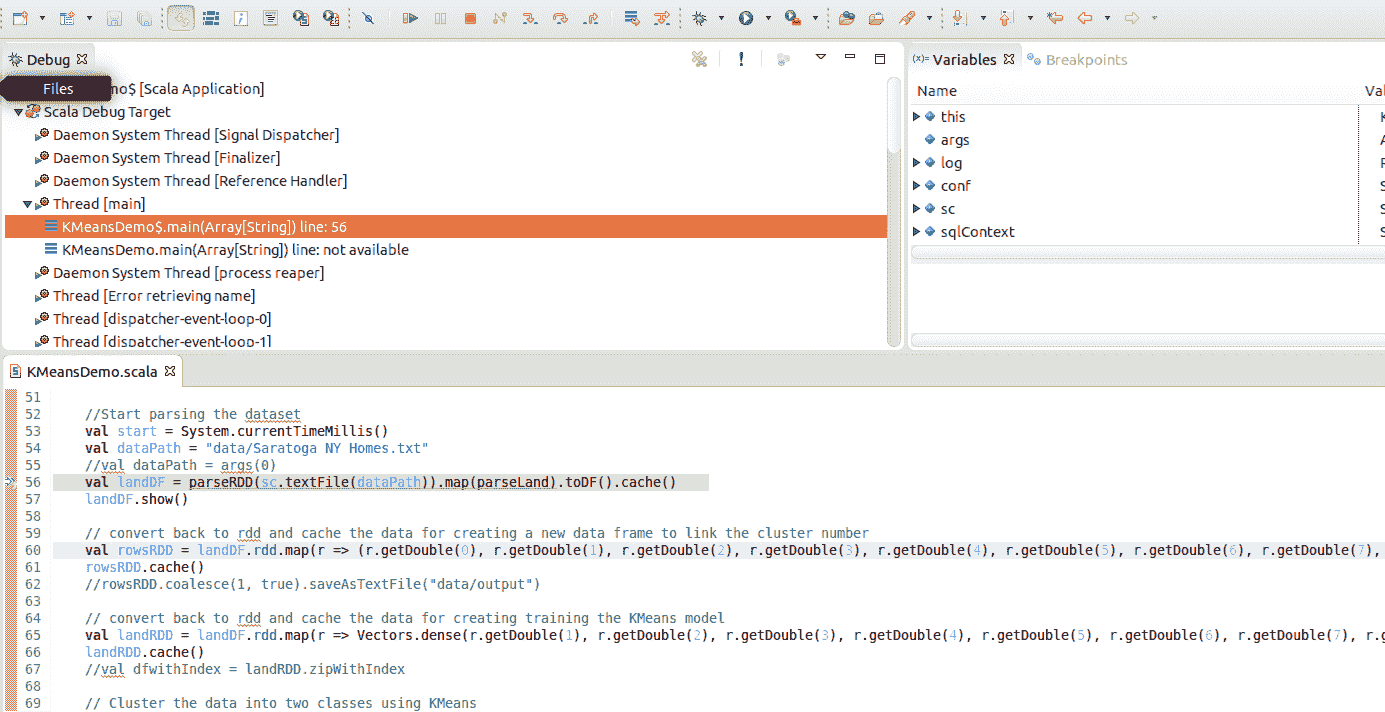 Debug
Files
mo$ [Scala Application]
Scala Debug Target
Daemon System Thread [Signal Dispatcher]
Daemon System Thread [Finalizer]
Daemon System Thread [Reference Handler]
Thread [main]
KMeansDemo$.main(Array[String]) line: 56
KMeansDemo.main(Array[String]) line: not available
Daemon System Thread [process reaper]
Thread [Error retrieving name]
Thread [dispatcher-event-loop-0]
Thread [dispatcher-event-loop-1]
(x)= Variables
Breakpoints
Name
Val
this
args
log
conf
sc
sqlContext
KMeansDemo.scala
51
52 //Start parsing the dataset
53 val start = System.currentTimeMillis()
54 val dataPath = "data/Saratoga NY Homes.txt"
55 //val dataPath = args(0)
56 val landDF = parseRDD(sc.textFile(dataPath)).map(parseLand).toDF().cache()
57 landDF.show()
58
59 // convert back to rdd and cache the data for creating a new data frame to link the cluster number
60 val rowsRDD = landDF.rdd.map(r => (r.getDouble(0), r.getDouble(1), r.getDouble(2), r.getDouble(3), r.getDouble(4), r.getDouble(5), r.getDouble(6), r.getDouble(7),
61 rowsRDD.cache()
62 //rowsRDD.coalesce(1, true).saveAsTextFile("data/output")
63
64 // convert back to rdd and cache the data for creating training the KMeans model
65 val landRDD = landDF.rdd.map(r => Vectors.dense(r.getDouble(1), r.getDouble(2), r.getDouble(3), r.getDouble(4), r.getDouble(5), r.getDouble(6), r.getDouble(7), r.g
66 landRDD.cache()
67 //val dfwithIndex = landRDD.zipWithIndex
68
69 // Cluster the data into two classes using KMeans